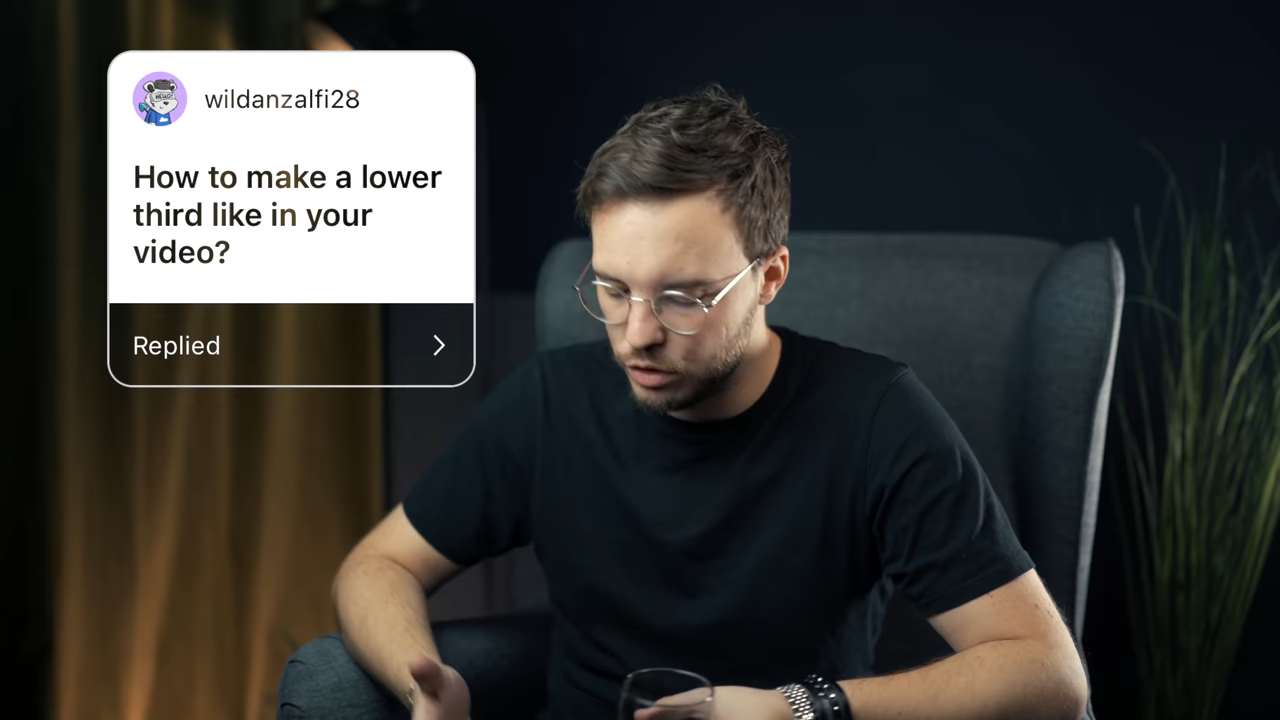 wildanzalfi28
How to make a lower
third like in your
video?
Replied